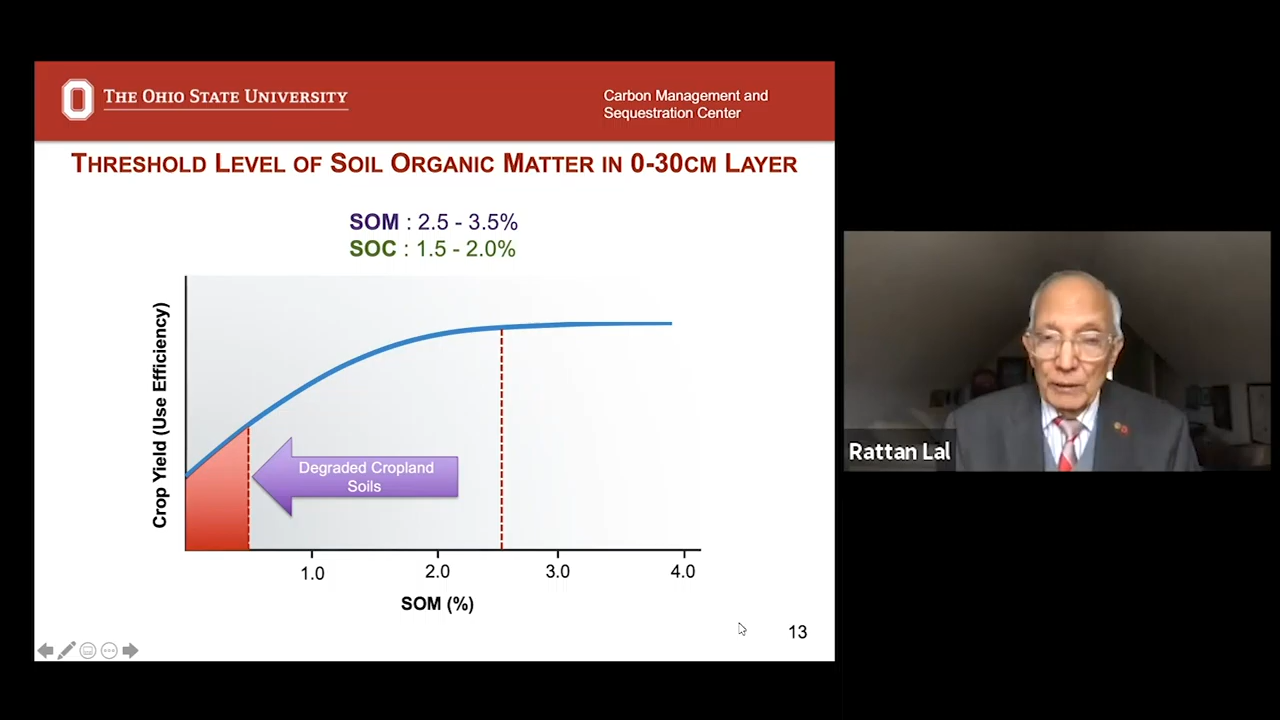 THE OHIO STATE UNIVERSITY
Carbon Management and
Sequestration Center
THRESHOLD LEVEL OF SOIL ORGANIC MATTER IN 0-30CM LAYER
SOM : 2.5 - 3.5%
SOC : 1.5 - 2.0%
Crop Yield (Use Efficiency)
Degraded Cropland
Soils
1.0 2.0 3.0 4.0
SOM (%)
13
Rattan Lal